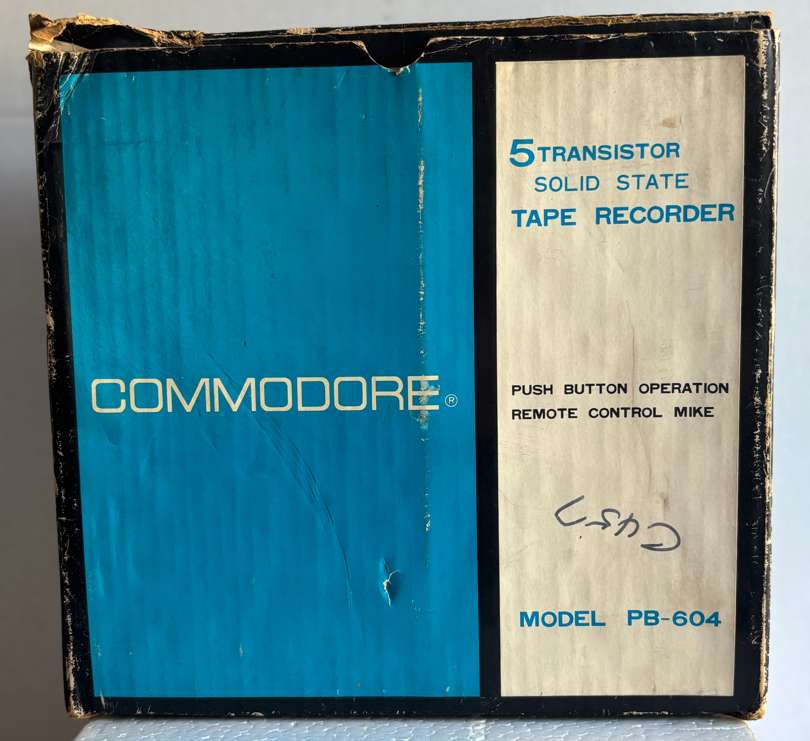 COMMODORE®
5 TRANSISTOR
SOLID STATE
TAPE RECORDER
PUSH BUTTON OPERATION
REMOTE CONTROL MIKE
MODEL PB-604